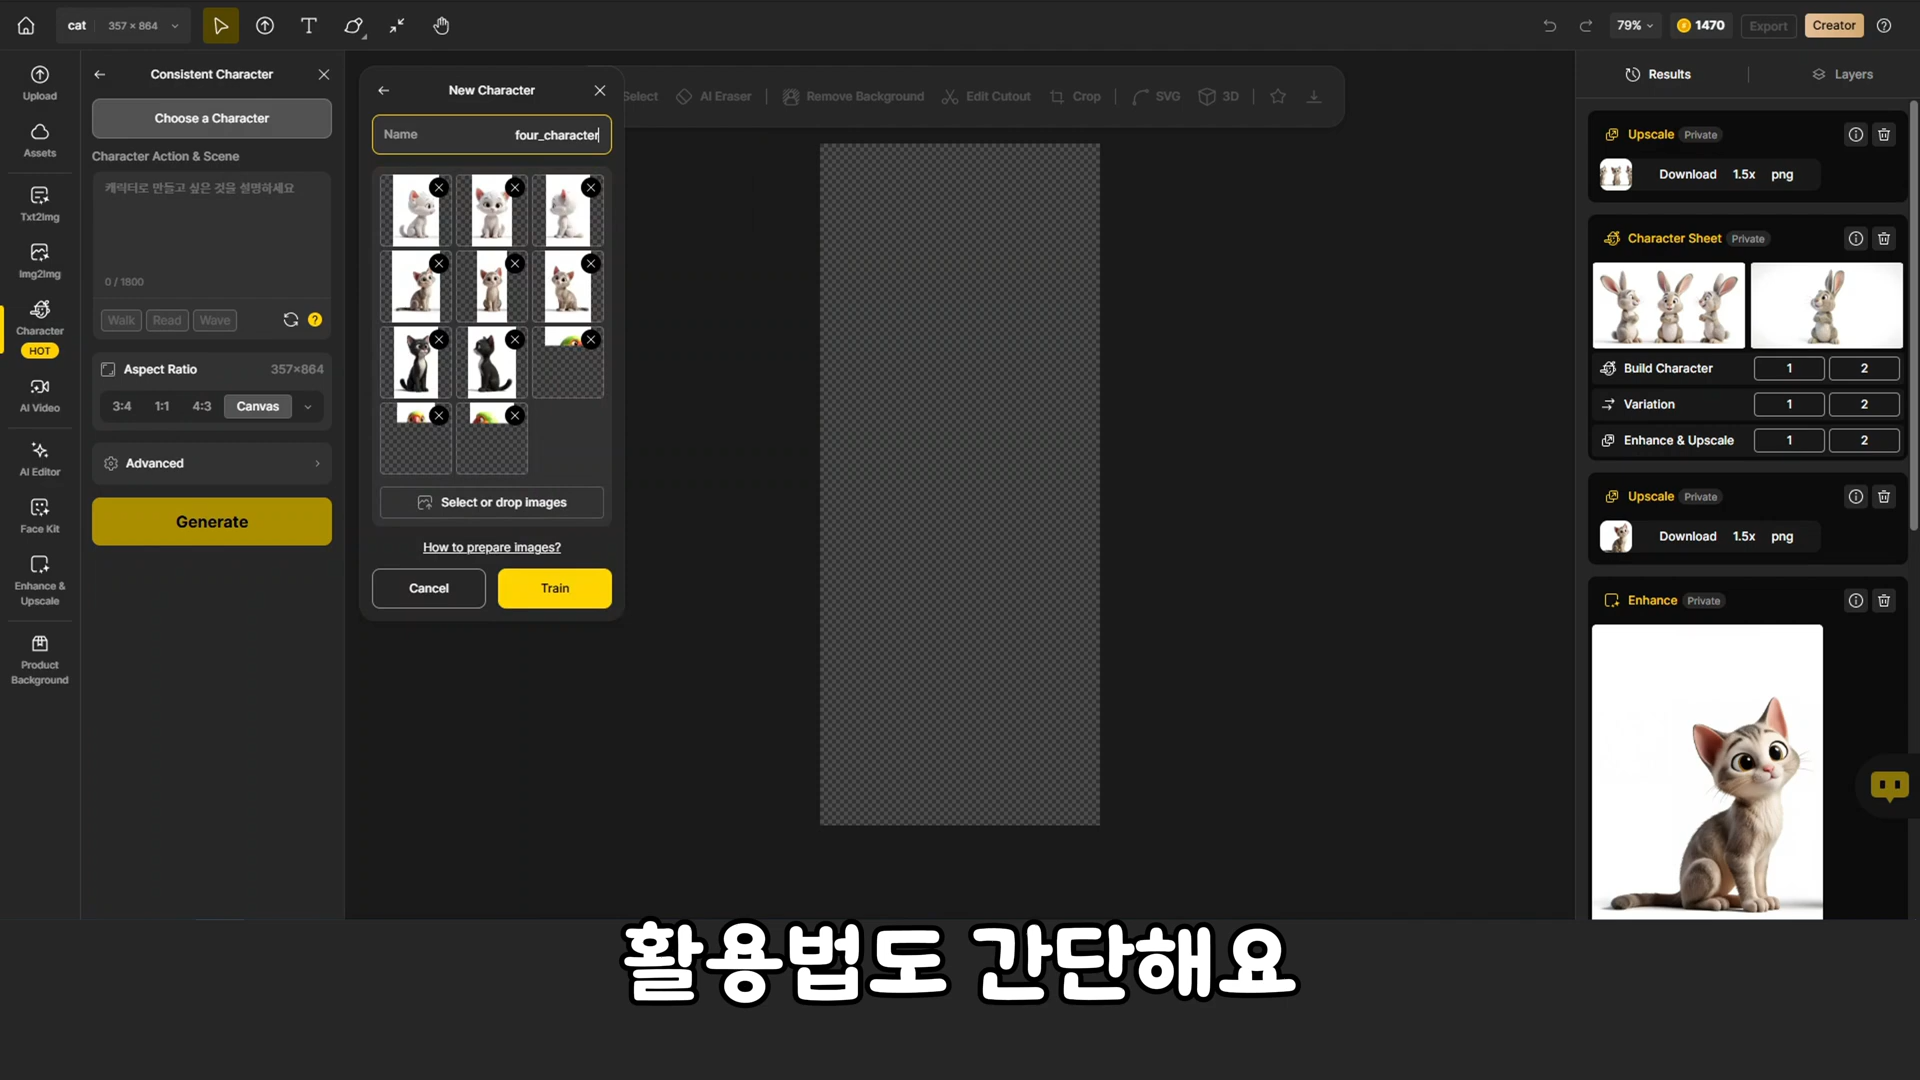 cat 357 × 864
79% 1470 Export Creator
Upload
Assets
Txt2Img
Img2Img
Character
HOT
AI Video
AI Editor
Face Kit
Enhance &
Upscale
Product
Background
Consistent Character
Choose a Character
Character Action & Scene
캐릭터로 만들고 싶은 것을 설명하세요
0 / 1800
Walk Read Wave
Aspect Ratio 357×864
3:4 1:1 4:3 Canvas
Advanced
Generate
New Character
Name four_character
Select or drop images
How to prepare images?
Cancel Train
Select AI Eraser Remove Background Edit Cutout Crop SVG 3D
Results Layers
Upscale Private
Download 1.5x png
Character Sheet Private
Build Character 1 2
Variation 1 2
Enhance & Upscale 1 2
Upscale Private
Download 1.5x png
Enhance Private
활용법도 간단해요